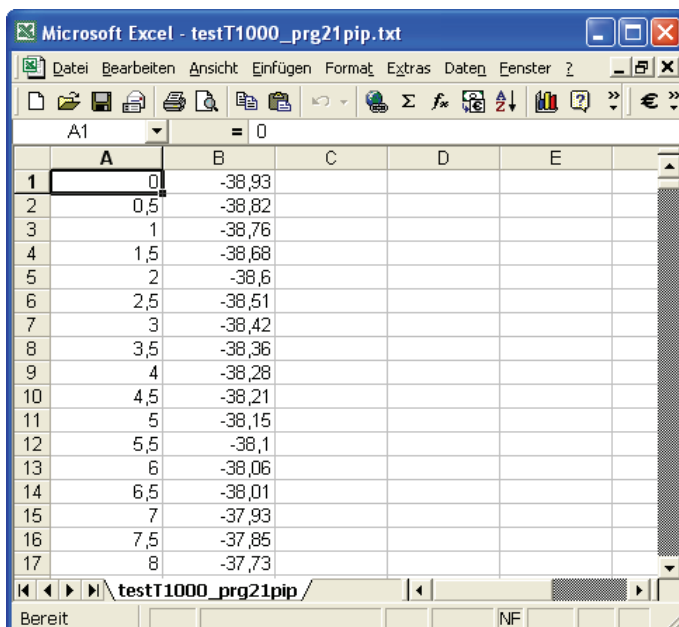 Microsoft Excel - testT1000_prg21pip.txt
Datei Bearbeiten Ansicht Einfügen Format Extras Daten Fenster ?
A1 = 0
A B C D E
1 0 -38,93
2 0,5 -38,82
3 1 -38,76
4 1,5 -38,68
5 2 -38,6
6 2,5 -38,51
7 3 -38,42
8 3,5 -38,36
9 4 -38,28
10 4,5 -38,21
11 5 -38,15
12 5,5 -38,1
13 6 -38,06
14 6,5 -38,01
15 7 -37,93
16 7,5 -37,85
17 8 -37,73
testT1000_prg21pip
Bereit NF